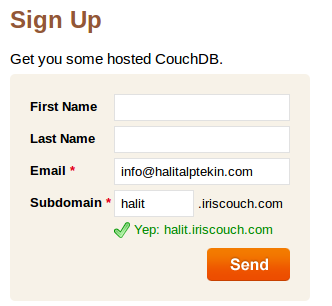 Sign Up
Get you some hosted CouchDB.
First Name
Last Name
Email * info@halitalptekin.com
Subdomain * halit .iriscouch.com
Yep: halit.iriscouch.com
Send